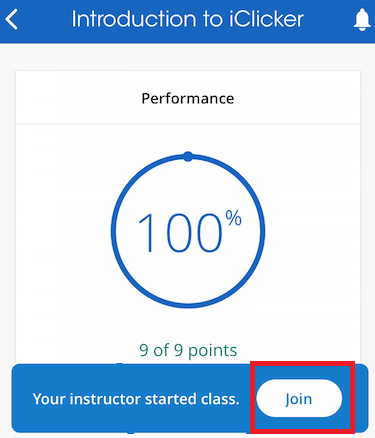 Introduction to iClicker
Performance
100%
9 of 9 points
Your instructor started class.
Join